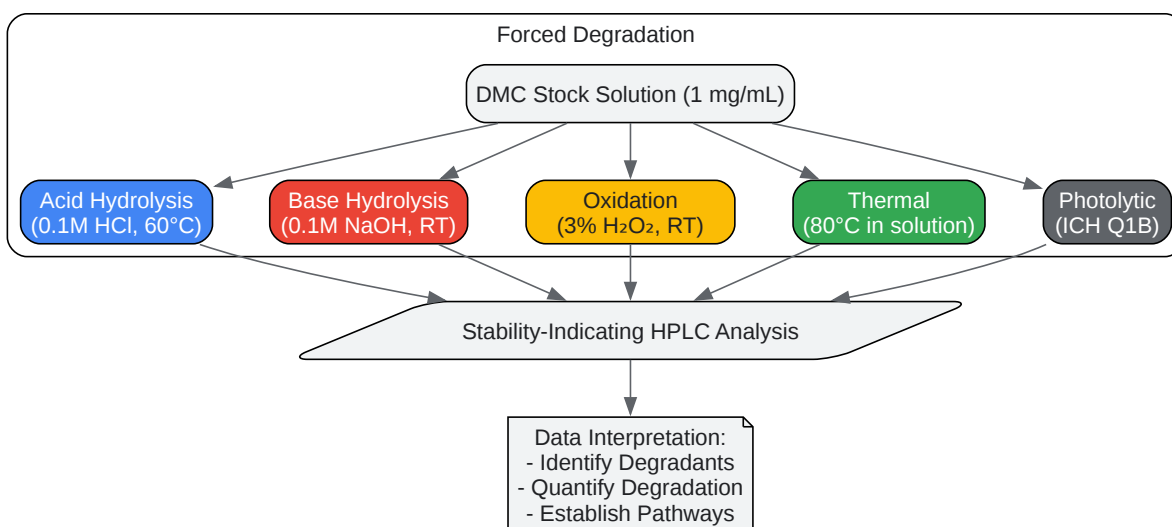 Forced Degradation
DMC Stock Solution (1 mg/mL)
Acid Hydrolysis
(0.1M HCl, 60°C)
Base Hydrolysis
(0.1M NaOH, RT)
Oxidation
(3% H₂O₂, RT)
Thermal
(80°C in solution)
Photolytic
(ICH Q1B)
Stability-Indicating HPLC Analysis
Data Interpretation:
- Identify Degradants
- Quantify Degradation
- Establish Pathways